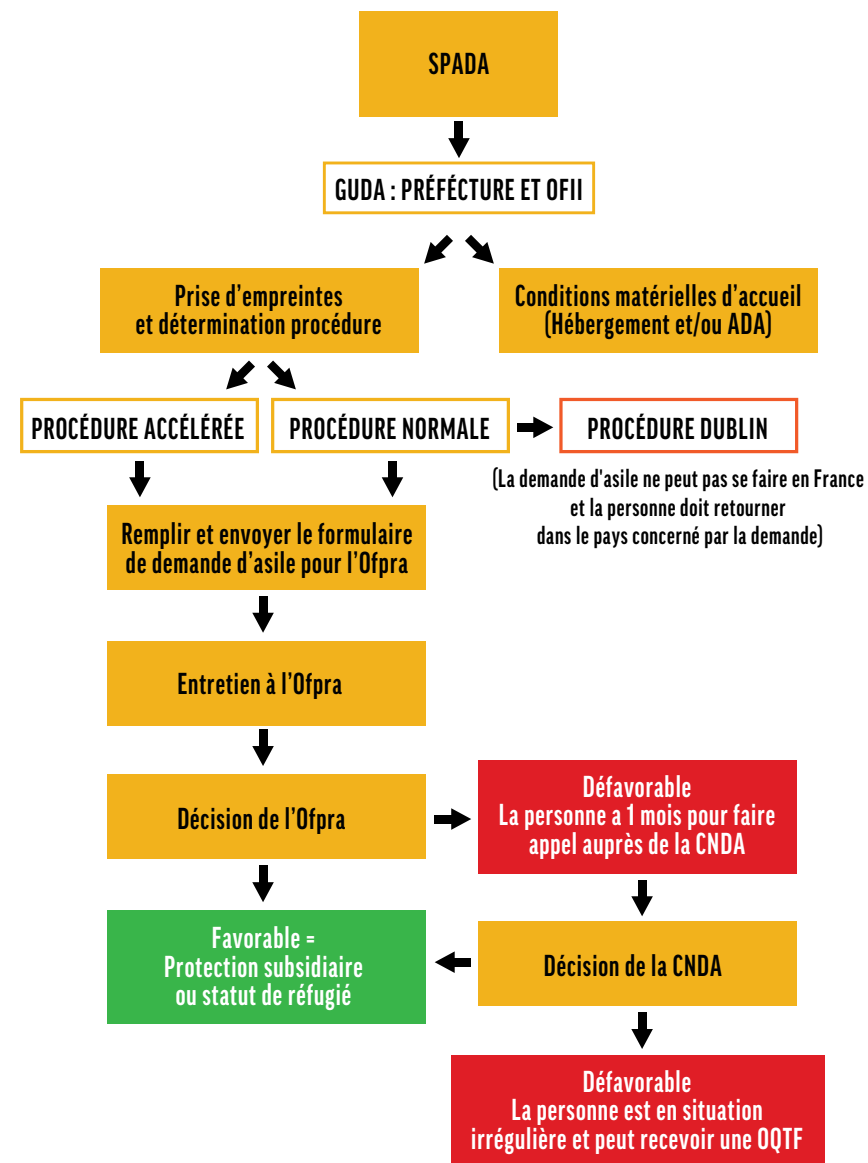 SPADA
GUDA : PRÉFÉCTURE ET OFII
Prise d'empreintes
et détermination procédure
Conditions matérielles d'accueil
(Hébergement et/ou ADA)
PROCÉDURE ACCÉLÉRÉE
PROCÉDURE NORMALE
PROCÉDURE DUBLIN
(La demande d'asile ne peut pas se faire en France
et la personne doit retourner
dans le pays concerné par la demande)
Remplir et envoyer le formulaire
de demande d'asile pour l'Ofpra
Entretien à l'Ofpra
Décision de l'Ofpra
Défavorable
La personne a 1 mois pour faire
appel auprès de la CNDA
Favorable =
Protection subsidiaire
ou statut de réfugié
Décision de la CNDA
Défavorable
La personne est en situation
irrégulière et peut recevoir une OQTF